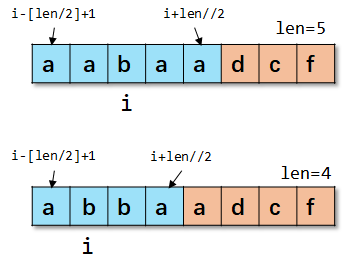 i-[len/2]+1 i+len//2
len=5
a a b a a d c f
i
i-[len/2]+1 i+len//2
len=4
a b b a a d c f
i